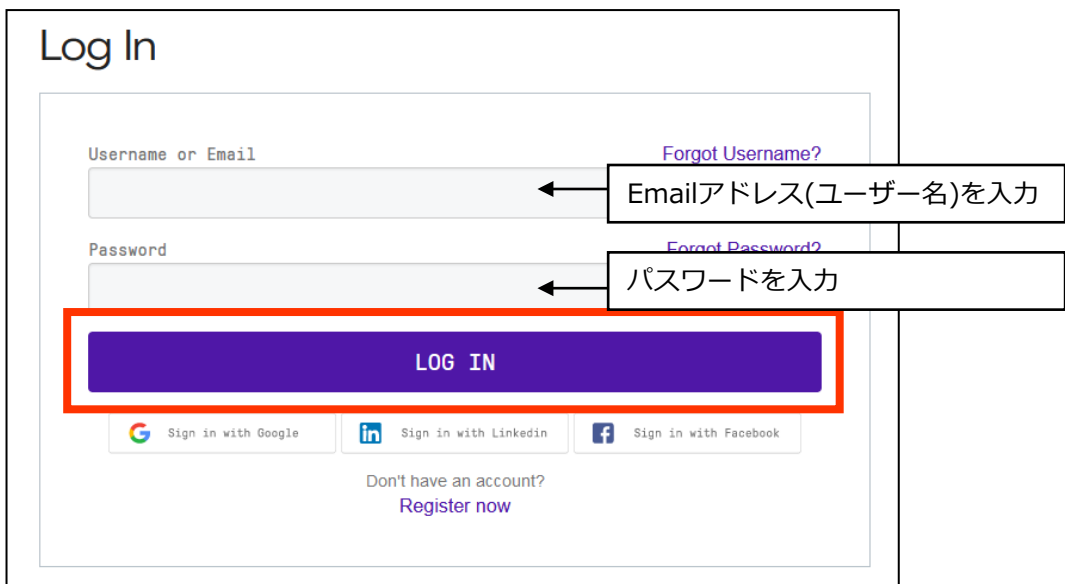 Log In
Username or Email
Forgot Username?
Emailアドレス(ユーザー名)を入力
Password
Forgot Password?
パスワードを入力
LOG IN
Sign in with Google
in Sign in with Linkedin
f Sign in with Facebook
Don't have an account?
Register now